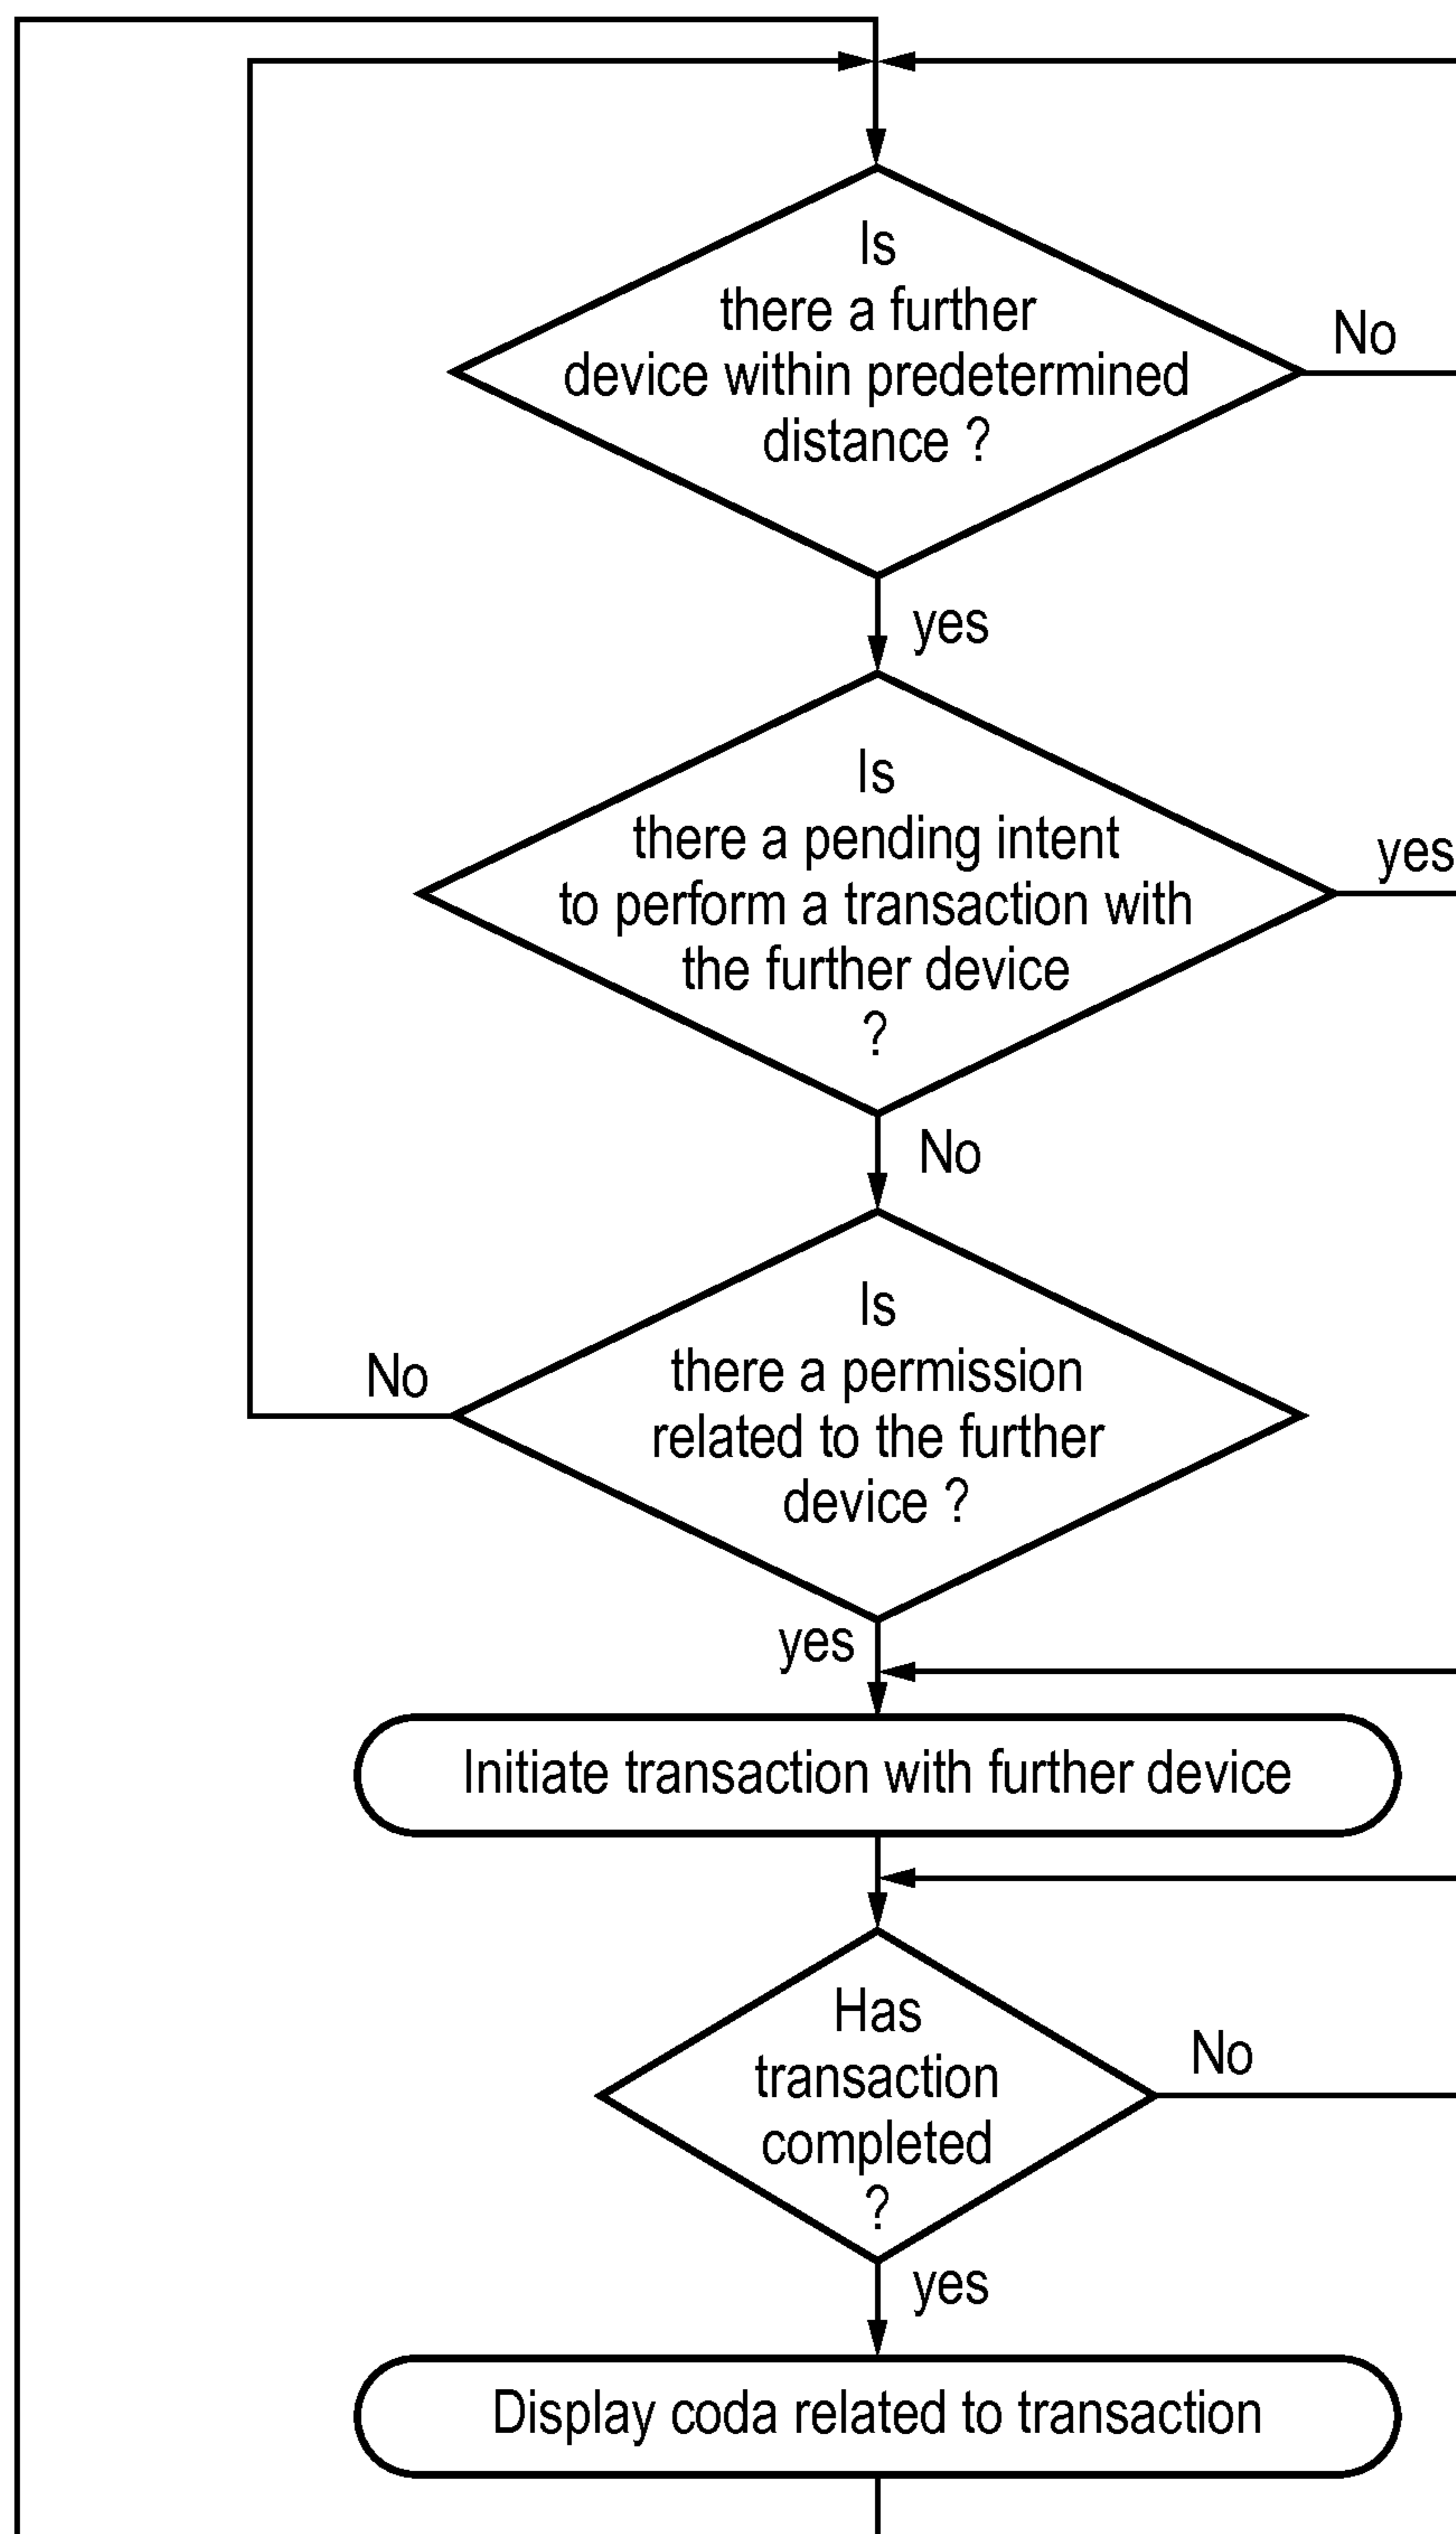 Is
there a further
device within predetermined
distance ?
No
yes
Is
there a pending intent
to perform a transaction with
the further device
?
yes
No
Is
there a permission
related to the further
device ?
No
yes
Initiate transaction with further device
Has
transaction
completed
?
No
yes
Display coda related to transaction